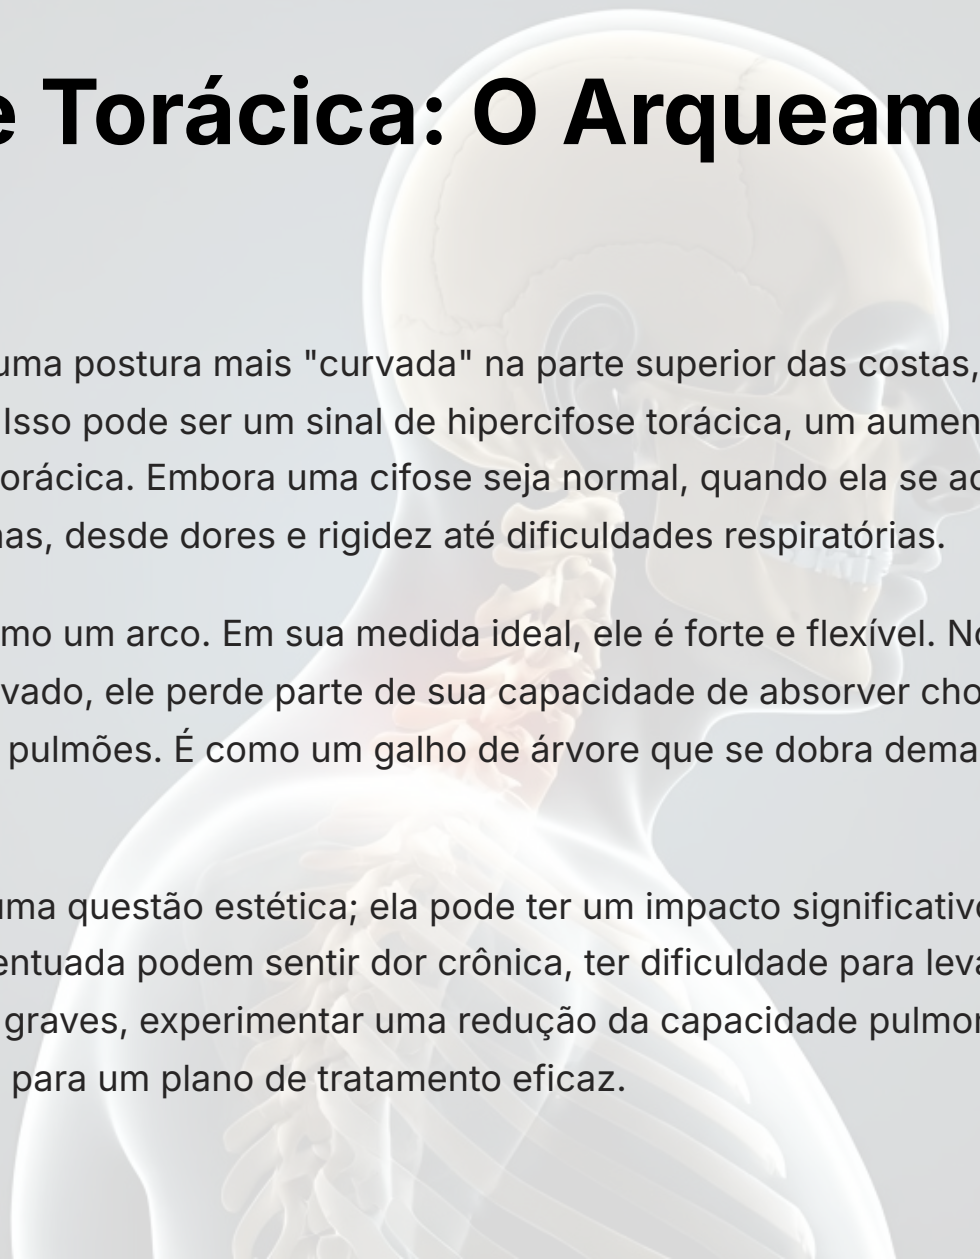 e Torácica: O Arqueam
uma postura mais "curvada" na parte superior das costas,
Isso pode ser um sinal de hipercifose torácica, um aumen
orácica. Embora uma cifose seja normal, quando ela se ac
nas, desde dores e rigidez até dificuldades respiratórias.
mo um arco. Em sua medida ideal, ele é forte e flexível. No
vado, ele perde parte de sua capacidade de absorver cho
pulmões. É como um galho de árvore que se dobra dema
uma questão estética; ela pode ter um impacto significativo
entuada podem sentir dor crônica, ter dificuldade para leva
graves, experimentar uma redução da capacidade pulmon
para um plano de tratamento eficaz.